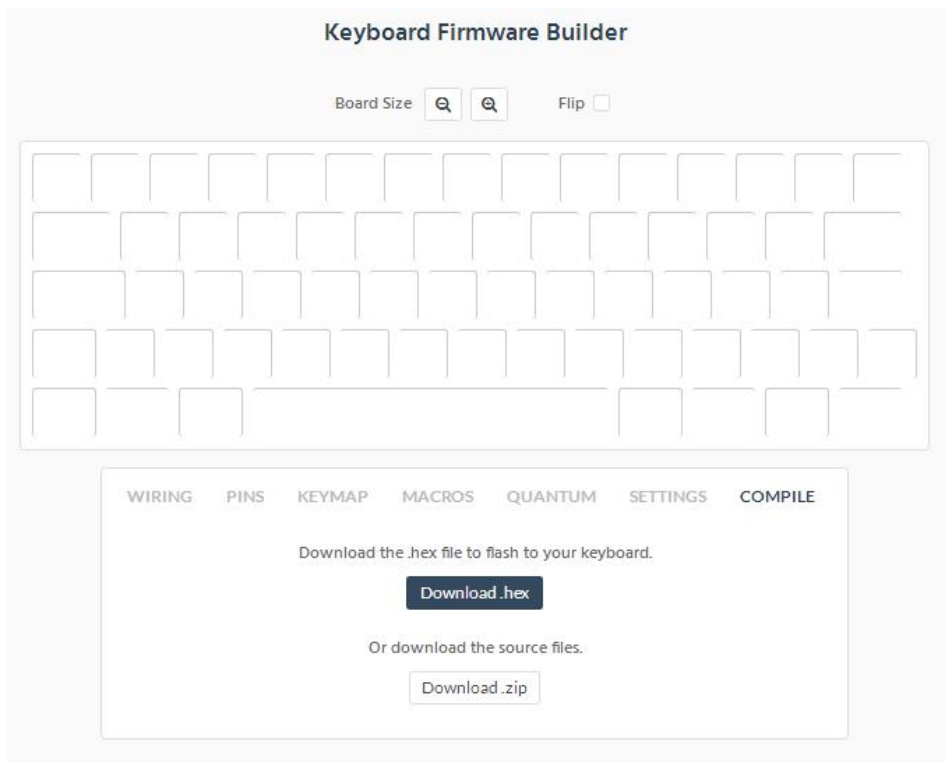 Keyboard Firmware Builder
Board Size
Flip
WIRING PINS KEYMAP MACROS QUANTUM SETTINGS COMPILE
Download the .hex file to flash to your keyboard.
Download .hex
Or download the source files.
Download .zip